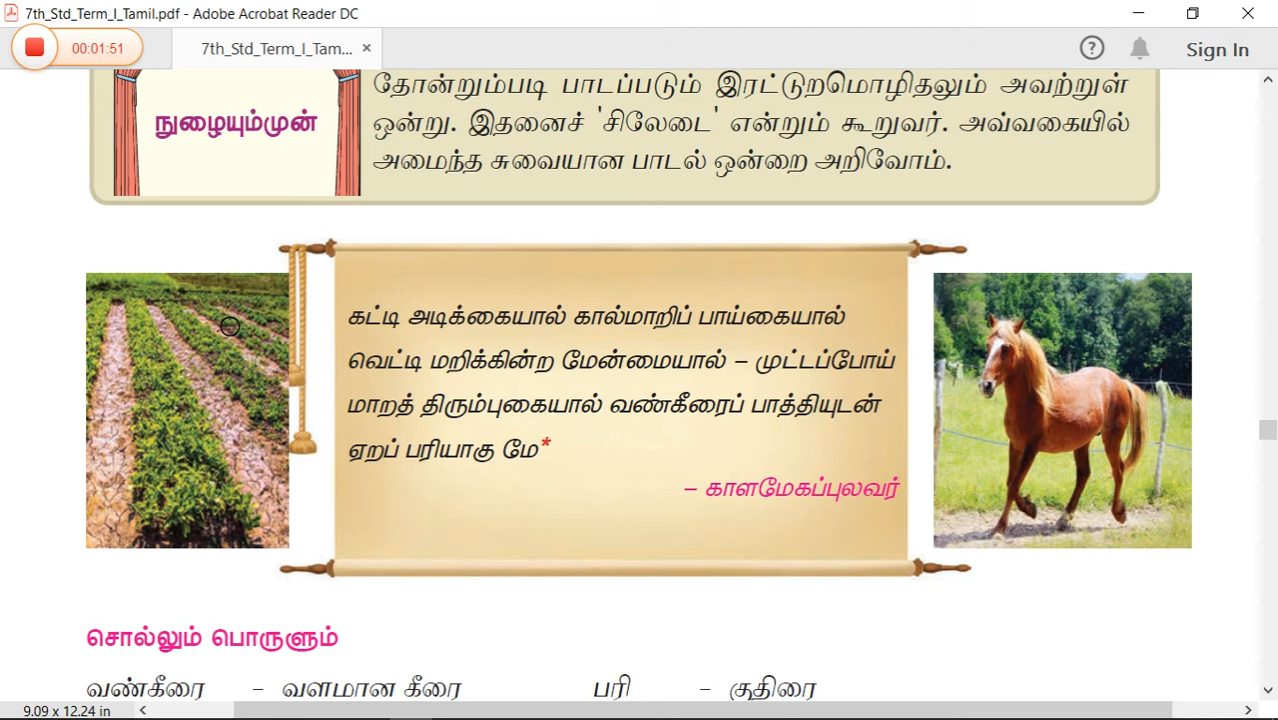 7th_Std_Term_I_Tamil.pdf - Adobe Acrobat Reader DC
00:01:51
7th_Std_Term_I_Tam...
Sign In
தோன்றும்படி பாடப்படும் இரட்டுறமொழிதலும் அவற்றுள்
நுழையும்முன்
ஒன்று. இதனைச் 'சிலேடை' என்றும் கூறுவர். அவ்வகையில்
அமைந்த சுவையான பாடல் ஒன்றை அறிவோம்.
கட்டி அடிக்கையால் கால்மாறிப் பாய்கையால்
வெட்டி மறிக்கின்ற மேன்மையால் – முட்டப்போய்
மாறத் திரும்புகையால் வண்கீரைப் பாத்தியுடன்
ஏறப் பரியாகு மே*
– காளமேகப்புலவர்
சொல்லும் பொருளும்
வண்கீரை – வளமான கீரை பரி – குதிரை
9.09 x 12.24 in